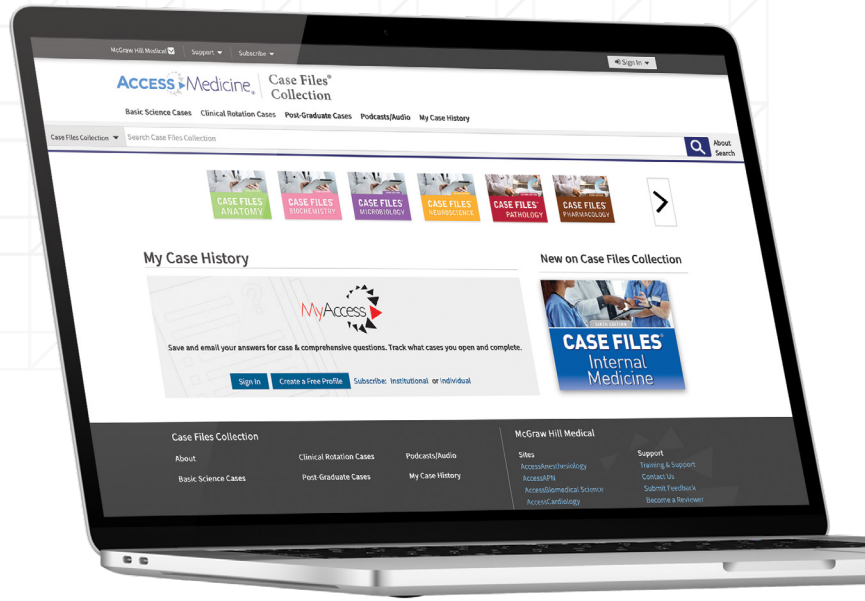 McGraw Hill Medical Support Subscribe
Sign In
ACCESS Medicine® Case Files®
Collection
Basic Science Cases Clinical Rotation Cases Post-Graduate Cases Podcasts/Audio My Case History
Case Files Collection Search Case Files Collection
About
Search
CASE FILES®
ANATOMY
CASE FILES®
BIOCHEMISTRY
CASE FILES®
MICROBIOLOGY
CASE FILES®
NEUROSCIENCE
CASE FILES®
PATHOLOGY
CASE FILES®
PHARMACOLOGY
My Case History
MyAccess
Save and email your answers for case & comprehensive questions. Track what cases you open and complete.
Sign In Create a Free Profile Subscribe: Institutional or Individual
New on Case Files Collection
SIXTH EDITION
CASE FILES®
Internal
Medicine
Case Files Collection
About Clinical Rotation Cases Podcasts/Audio
Basic Science Cases Post-Graduate Cases My Case History
McGraw Hill Medical
Sites
AccessAnesthesiology
AccessAPN
AccessBiomedical Science
AccessCardiology
Support
Training & Support
Contact Us
Submit Feedback
Become a Reviewer